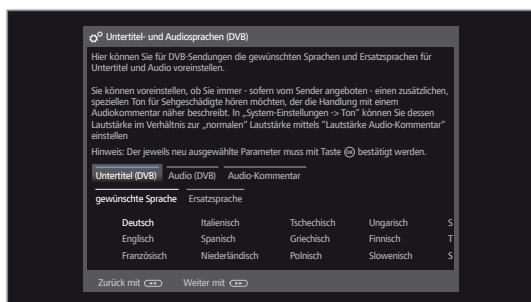 Untertitel- und Audiosprachen (DVB)
Hier können Sie für DVB-Sendungen die gewünschten Sprachen und Ersatzsprachen für
Untertitel und Audio voreinstellen.
Sie können voreinstellen, ob Sie immer - sofern vom Sender angeboten - einen zusätzlichen,
speziellen Ton für Sehgeschädigte hören möchten, der die Handlung mit einem
Audiokommentar näher beschreibt. In „System-Einstellungen -> Ton" können Sie dessen
Lautstärke im Verhältnis zur „normalen" Lautstärke mittels "Lautstärke Audio-Kommentar"
einstellen
Hinweis: Der jeweils neu ausgewählte Parameter muss mit Taste OK bestätigt werden.
Untertitel (DVB) Audio (DVB) Audio-Kommentar
gewünschte Sprache Ersatzsprache
Deutsch Italienisch Tschechisch Ungarisch S
Englisch Spanisch Griechisch Finnisch T
Französisch Niederländisch Polnisch Slowenisch S
Zurück mit Weiter mit